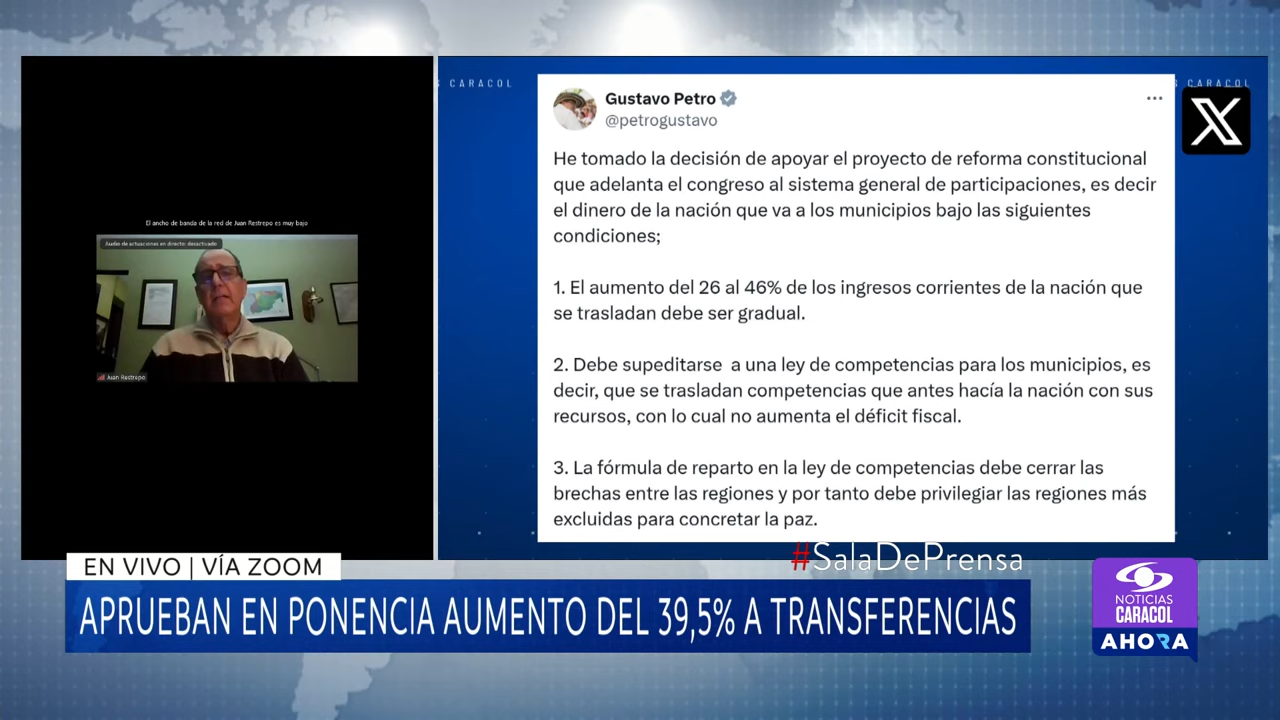 S CARACOL
S CARACOL
Gustavo Petro
@petrogustavo
He tomado la decisión de apoyar el proyecto de reforma constitucional
que adelanta el congreso al sistema general de participaciones, es decir
el dinero de la nación que va a los municipios bajo las siguientes
condiciones;
1. El aumento del 26 al 46% de los ingresos corrientes de la nación que
se trasladan debe ser gradual.
2. Debe supeditarse  a una ley de competencias para los municipios, es
decir, que se trasladan competencias que antes hacía la nación con sus
recursos, con lo cual no aumenta el déficit fiscal.
3. La fórmula de reparto en la ley de competencias debe cerrar las
brechas entre las regiones y por tanto debe privilegiar las regiones más
excluidas para concretar la paz.
El ancho de banda de la red de Juan Restrepo es muy bajo
Audio de actuaciones en directo: desactivado
Juan Restrepo
#SalaDePrensa
EN VIVO | VÍA ZOOM
APRUEBAN EN PONENCIA AUMENTO DEL 39,5% A TRANSFERENCIAS
NOTICIAS
CARACOL
AHORA